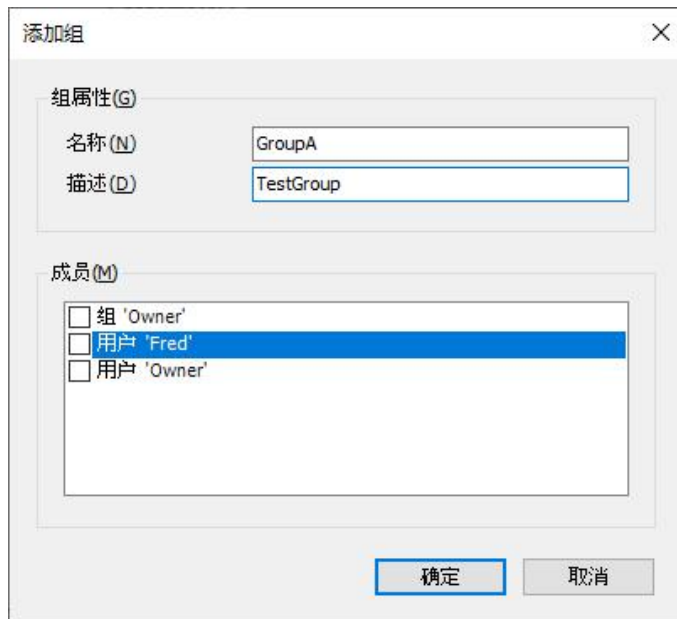 添加组
组属性(G)
名称(N) GroupA
描述(D) TestGroup
成员(M)
组 'Owner'
用户 'Fred'
用户 'Owner'
确定 取消